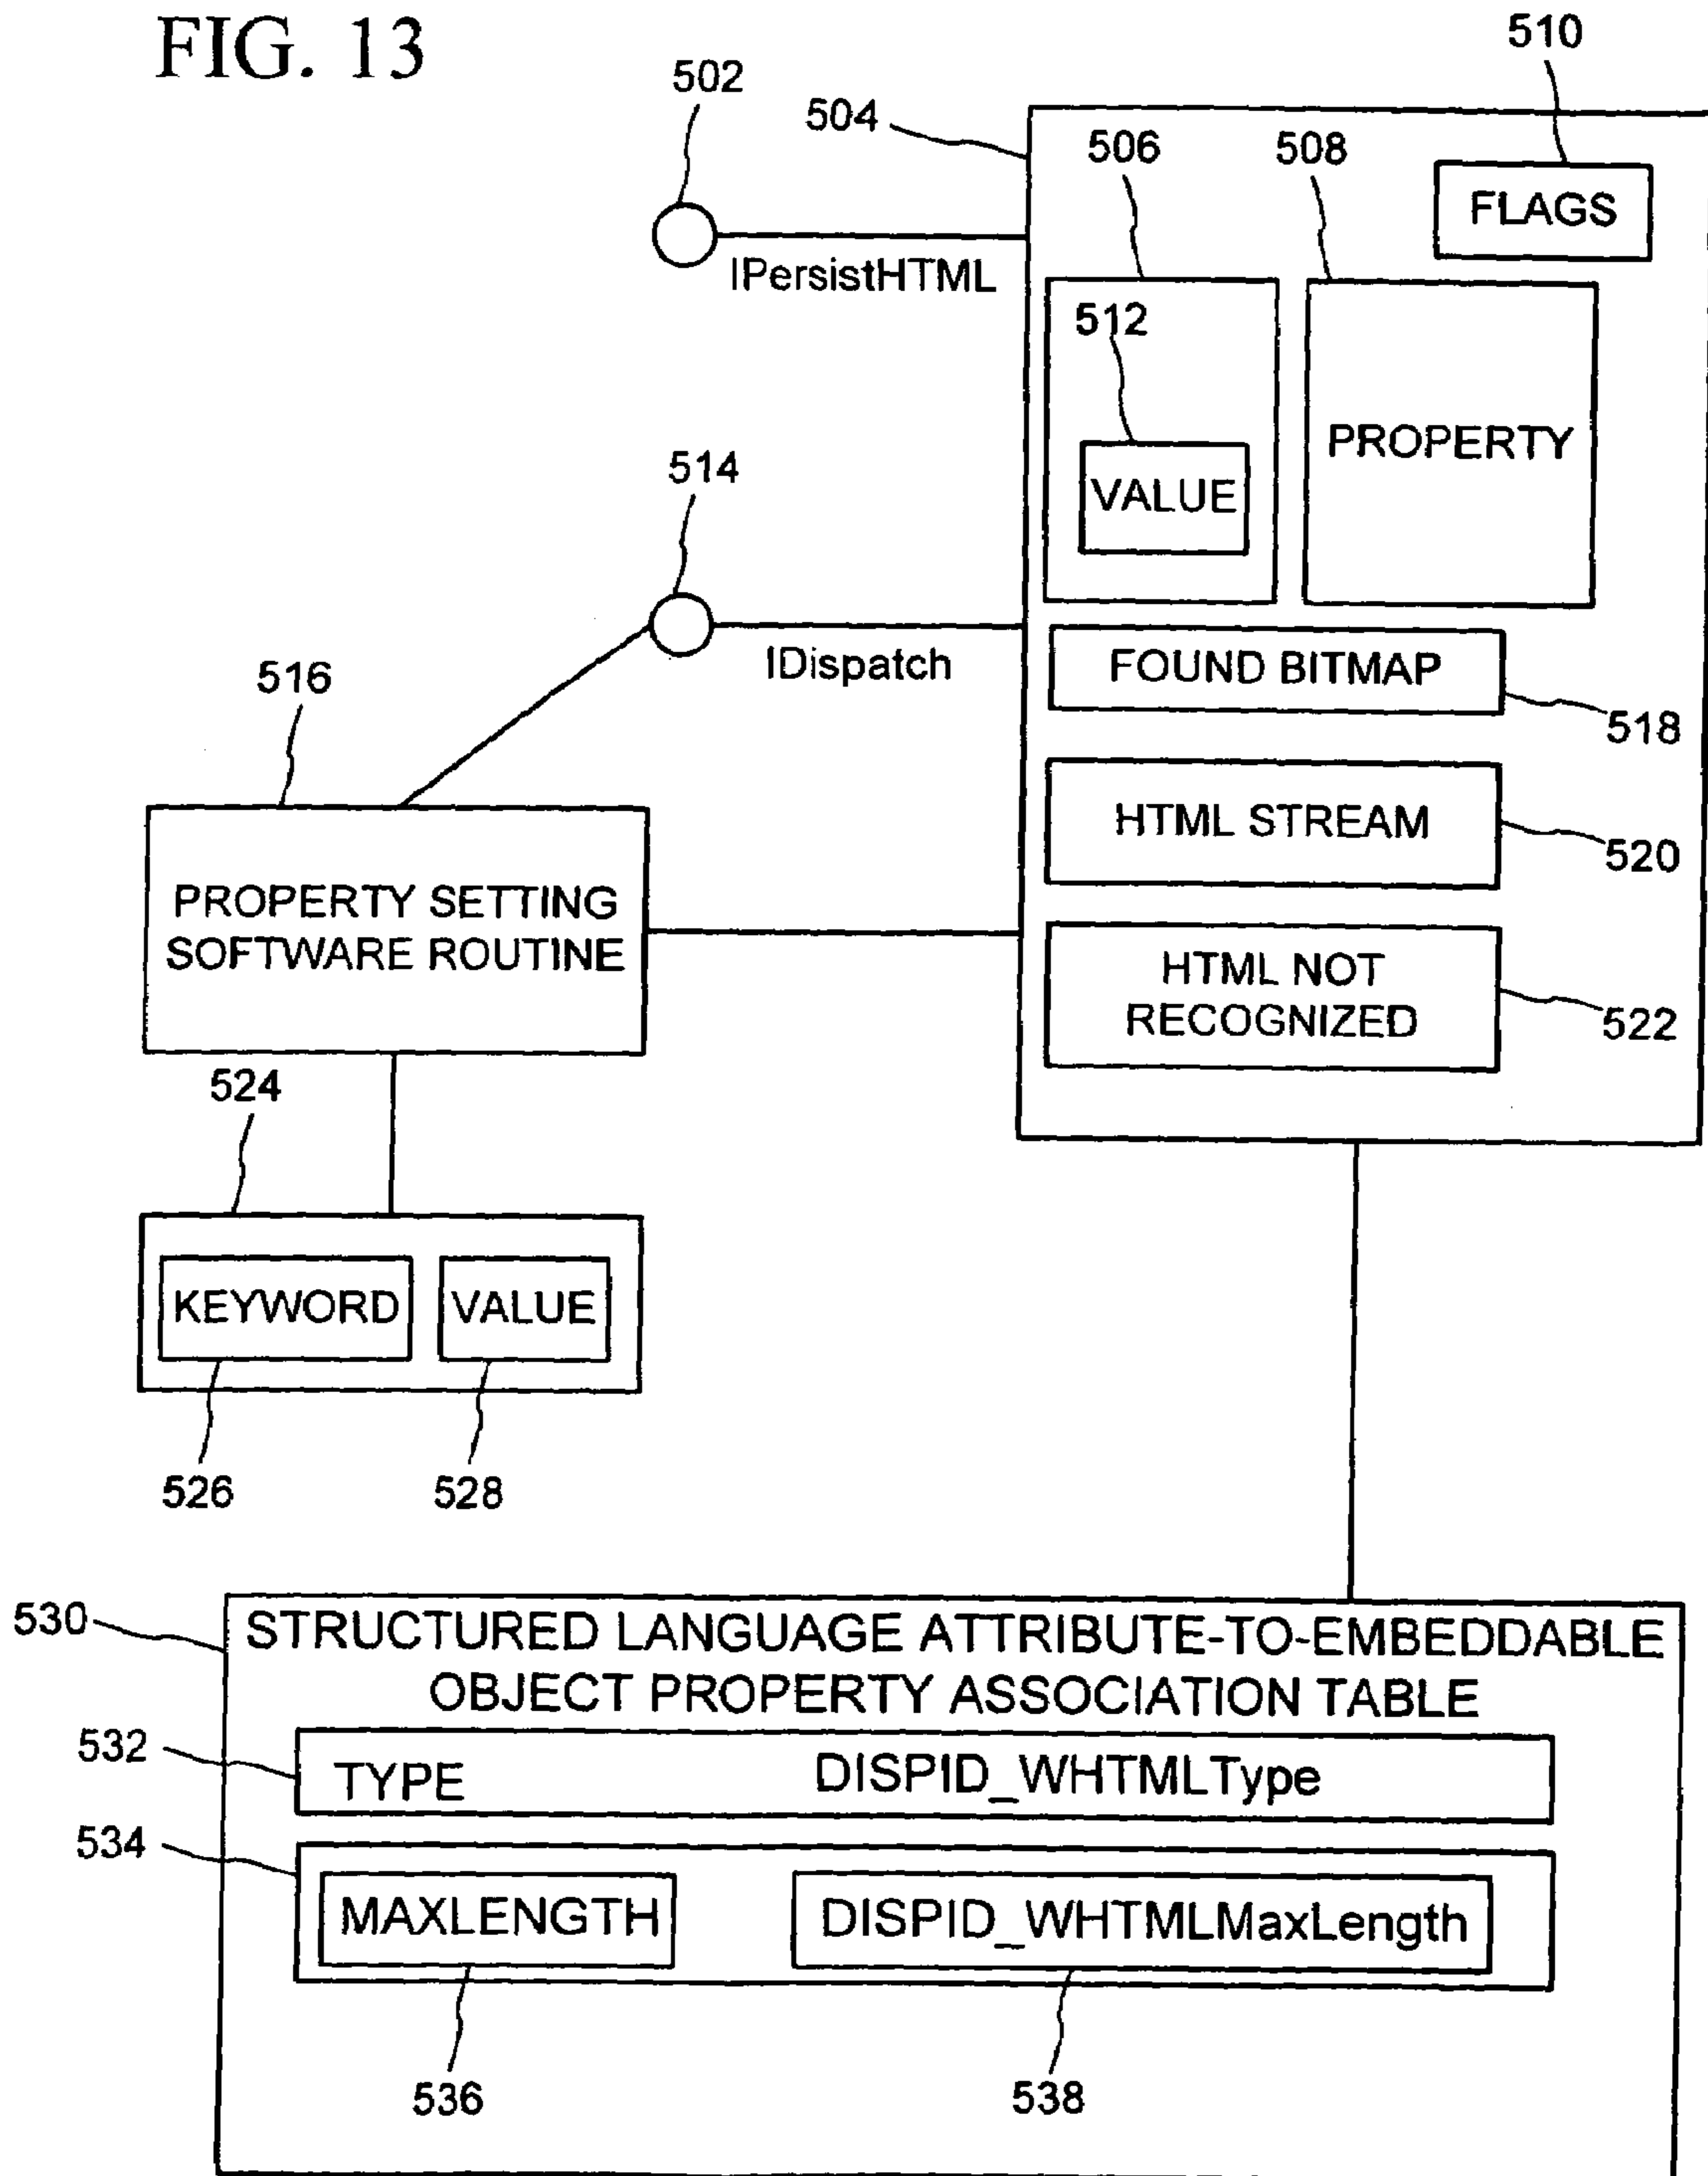 FIG. 13
510
502
504
506
508
FLAGS
IPersistHTML
512
PROPERTY
VALUE
514
IDispatch
FOUND BITMAP
516
518
HTML STREAM
520
PROPERTY SETTING
SOFTWARE ROUTINE
HTML NOT
RECOGNIZED
522
524
KEYWORD
VALUE
526
528
530
STRUCTURED LANGUAGE ATTRIBUTE-TO-EMBEDDABLE
OBJECT PROPERTY ASSOCIATION TABLE
532
TYPE
DISPID_WHTMLType
534
MAXLENGTH
DISPID_WHTMLMaxLength
536
538